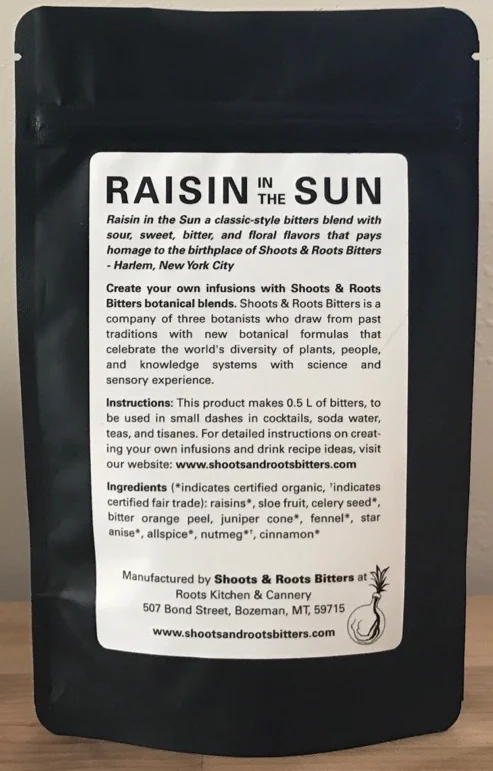 RAISIN IN THE SUN
Raisin in the Sun a classic-style bitters blend with
sour, sweet, bitter, and floral flavors that pays
homage to the birthplace of Shoots & Roots Bitters
- Harlem, New York City
Create your own infusions with Shoots & Roots
Bitters botanical blends. Shoots & Roots Bitters is a
company of three botanists who draw from past
traditions with new botanical formulas that
celebrate the world's diversity of plants, people,
and knowledge systems with science and
sensory experience.
Instructions: This product makes 0.5 L of bitters, to
be used in small dashes in cocktails, soda water,
teas, and tisanes. For detailed instructions on creat-
ing your own infusions and drink recipe ideas, visit
our website: www.shootsandrootsbitters.com
Ingredients (*indicates certified organic, †indicates
certified fair trade): raisins*, sloe fruit, celery seed*,
bitter orange peel, juniper cone*, fennel*, star
anise*, allspice*, nutmeg*†, cinnamon*
Manufactured by Shoots & Roots Bitters at
Roots Kitchen & Cannery
507 Bond Street, Bozeman, MT, 59715
www.shootsandrootsbitters.com